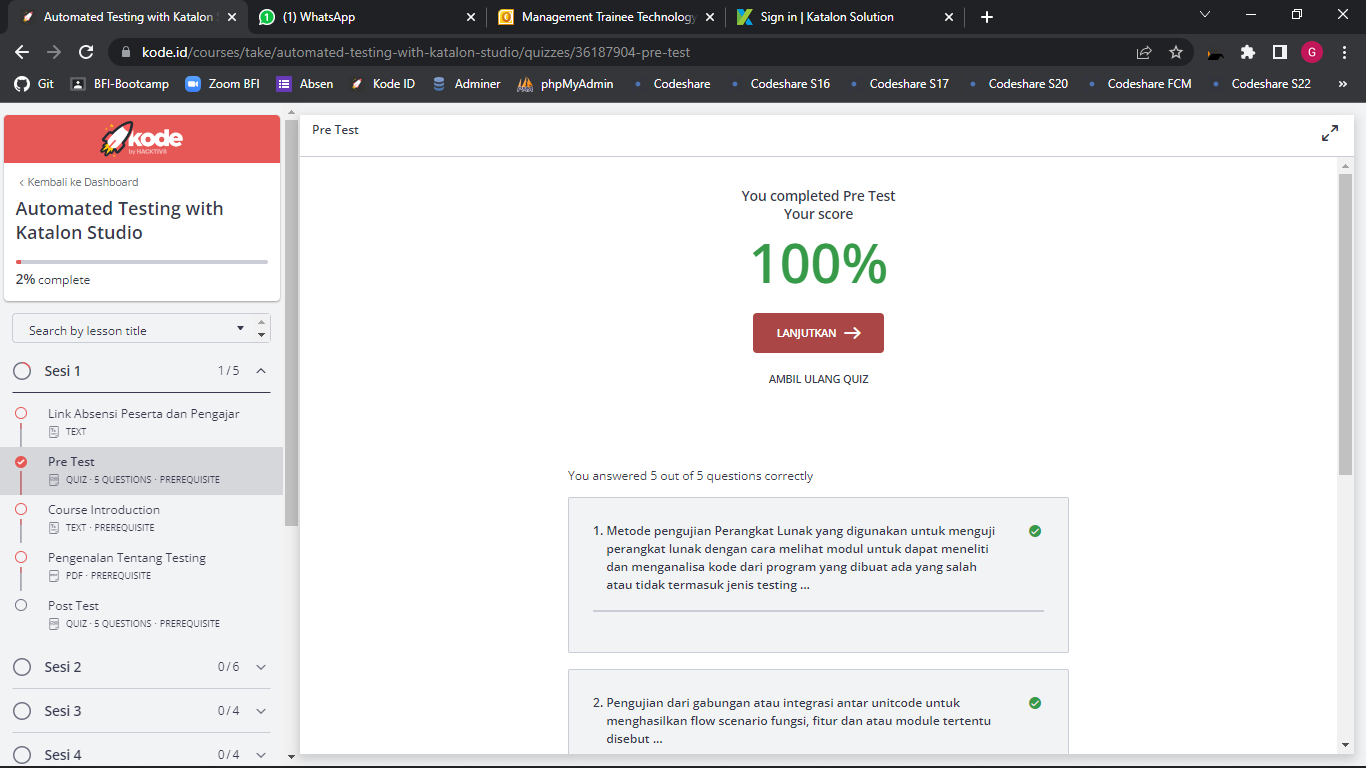 Automated Testing with Katalon S
(1) WhatsApp
Management Trainee Technology
Sign in | Katalon Solution
kode.id/courses/take/automated-testing-with-katalon-studio/quizzes/36187904-pre-test
G
Git
BFI-Bootcamp
Zoom BFI
Absen
Kode ID
Adminer
phpMyAdmin
Codeshare
Codeshare S16
Codeshare S17
Codeshare S20
Codeshare FCM
Codeshare S22
»
kode
by HACKTIV8
‹ Kembali ke Dashboard
Automated Testing with
Katalon Studio
2% complete
Search by lesson title
Sesi 1
1 / 5
Link Absensi Peserta dan Pengajar
TEXT
Pre Test
QUIZ · 5 QUESTIONS · PREREQUISITE
Course Introduction
TEXT · PREREQUISITE
Pengenalan Tentang Testing
PDF · PREREQUISITE
Post Test
QUIZ · 5 QUESTIONS · PREREQUISITE
Sesi 2
0 / 6
Sesi 3
0 / 4
Sesi 4
0 / 4
Pre Test
You completed Pre Test
Your score
100%
LANJUTKAN →
AMBIL ULANG QUIZ
You answered 5 out of 5 questions correctly
1. Metode pengujian Perangkat Lunak yang digunakan untuk menguji
perangkat lunak dengan cara melihat modul untuk dapat meneliti
dan menganalisa kode dari program yang dibuat ada yang salah
atau tidak termasuk jenis testing ...
2. Pengujian dari gabungan atau integrasi antar unitcode untuk
menghasilkan flow scenario fungsi, fitur dan atau module tertentu
disebut ...